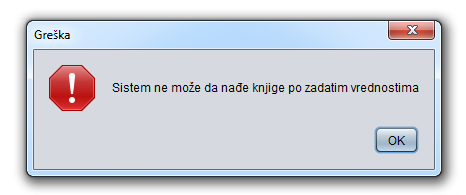 Greška
Sistem ne može da nađe knjige po zadatim vrednostima
OK